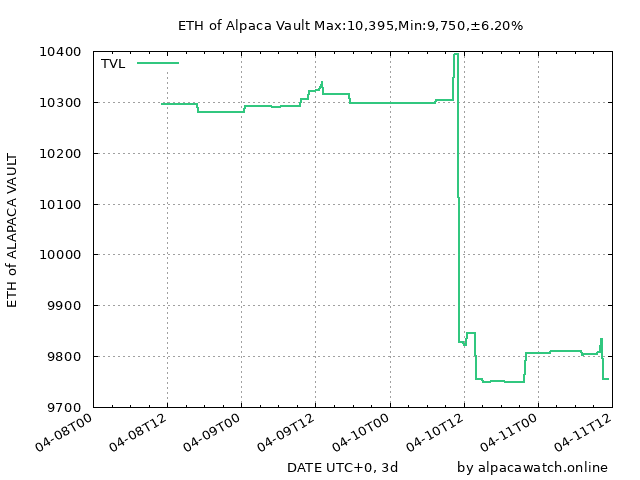 ETH of Alpaca Vault Max:10,395,Min:9,750,±6.20%
TVL
10400
10300
10200
10100
10000
9900
9800
9700
ETH of ALAPACA VAULT
04-08T00
04-08T12
04-09T00
04-09T12
04-10T00
04-10T12
04-11T00
04-11T12
DATE UTC+0, 3d
by alpacawatch.online